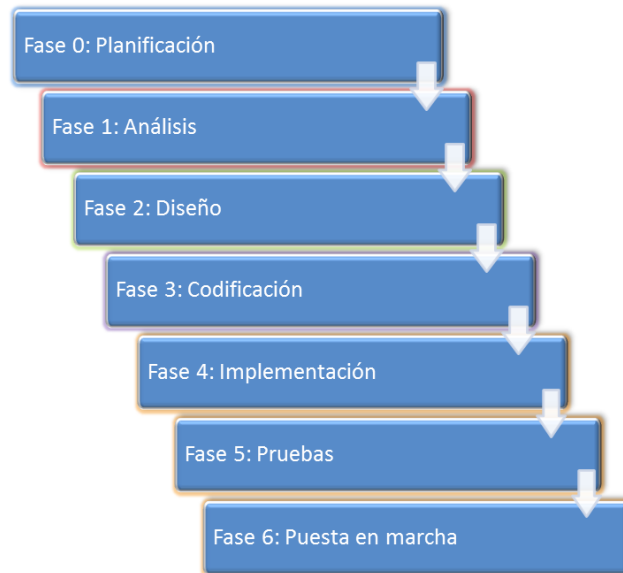 Fase 0: Planificación
Fase 1: Análisis
Fase 2: Diseño
Fase 3: Codificación
Fase 4: Implementación
Fase 5: Pruebas
Fase 6: Puesta en marcha